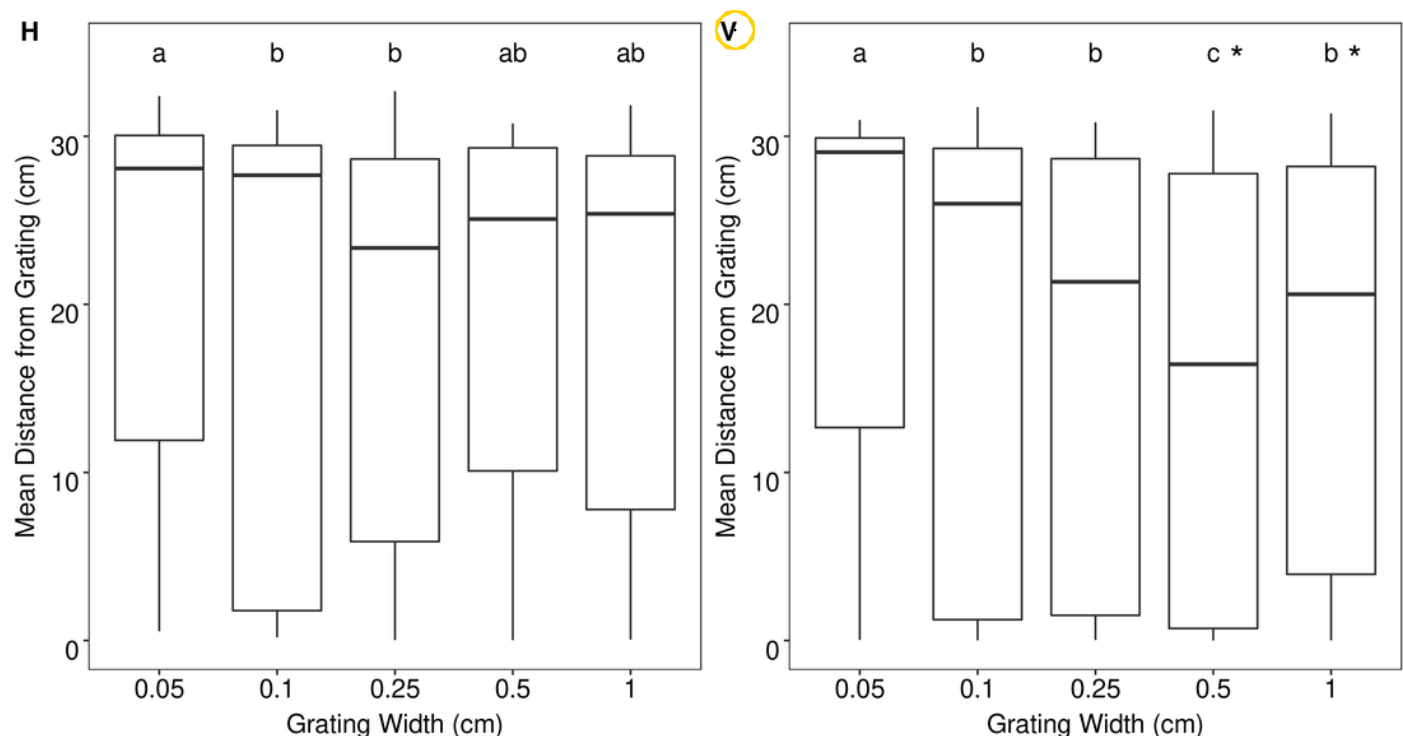 H
a b b ab ab
Mean Distance from Grating (cm)
30
20
10
0
0.05 0.1 0.25 0.5 1
Grating Width (cm)
V
a b b c * b *
Mean Distance from Grating (cm)
30
20
10
0
0.05 0.1 0.25 0.5 1
Grating Width (cm)